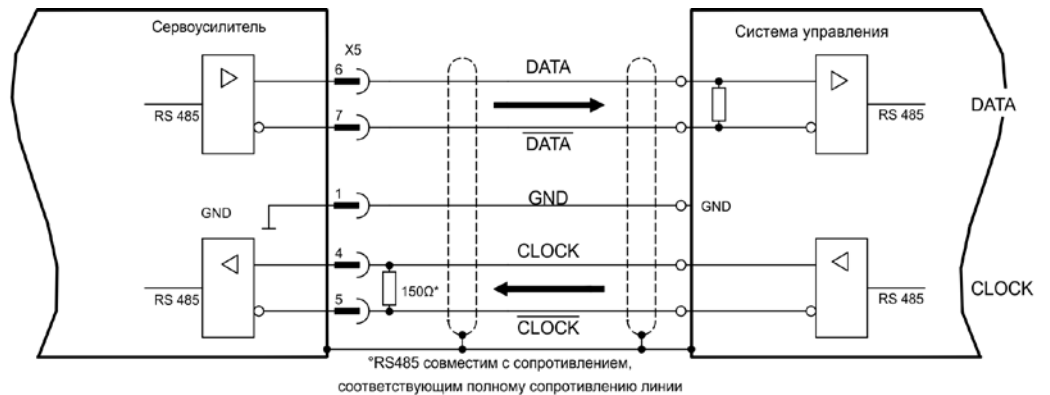 Сервоусилитель
Система управления
X5
6
DATA
RS 485
RS 485
DATA
7
DATA
1
GND
GND
GND
4
CLOCK
150Ω*
RS 485
RS 485
CLOCK
5
CLOCK
*RS485 совместим с сопротивлением,
соответствующим полному сопротивлению линии